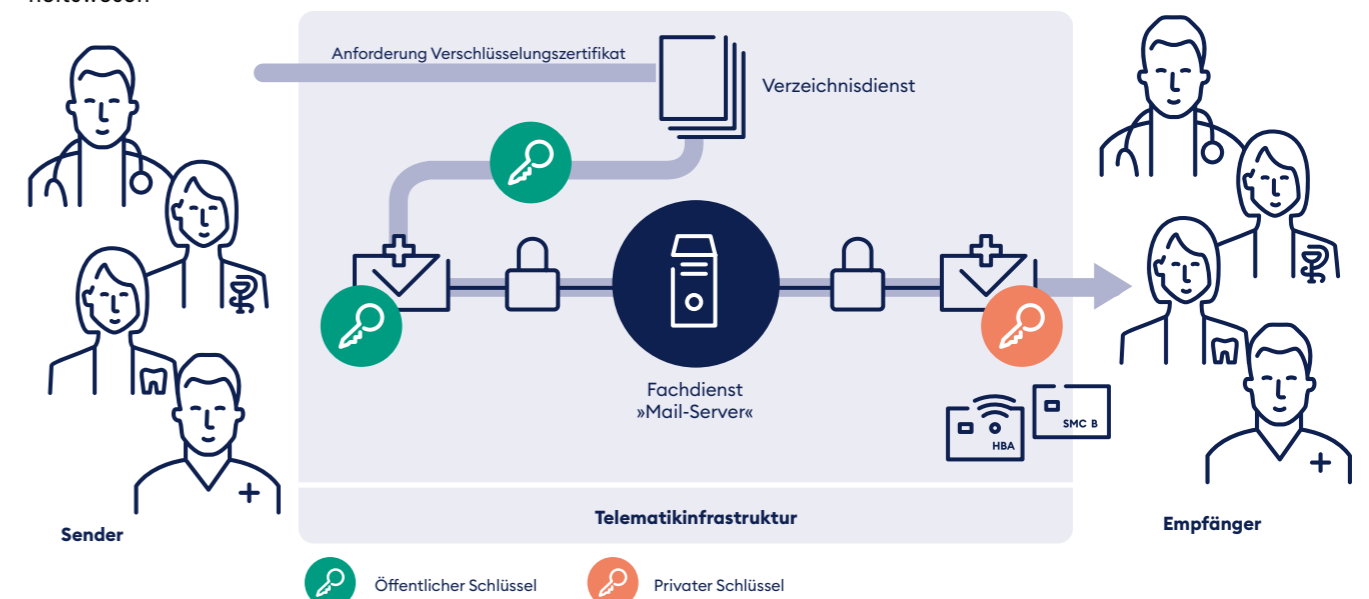 Anforderung Verschlüsselungszertifikat
Verzeichnisdienst
Fachdienst
»Mail-Server«
HBA
SMC B
Telematikinfrastruktur
Sender
Empfänger
Öffentlicher Schlüssel
Privater Schlüssel